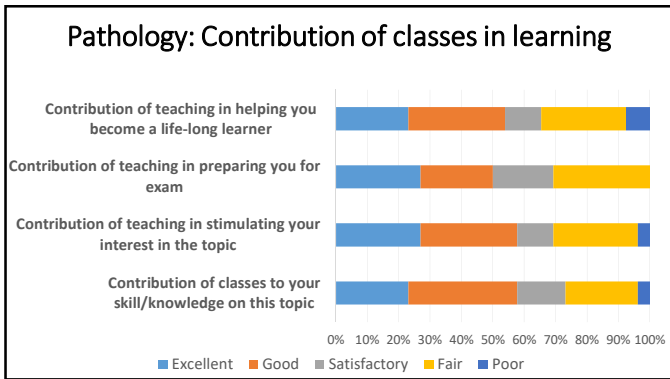 Pathology: Contribution of classes in learning
Contribution of teaching in helping you
become a life-long learner
Contribution of teaching in preparing you for
exam
Contribution of teaching in stimulating your
interest in the topic
Contribution of classes to your
skill/knowledge on this topic
0% 10% 20% 30% 40% 50% 60% 70% 80% 90% 100%
Excellent Good Satisfactory Fair Poor